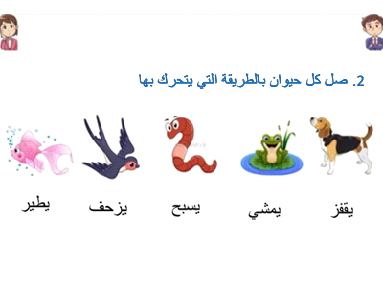 2. صل كل حيوان بالطريقة التي يتحرك بها
يقفز يمشي يسبح يزحف يطير